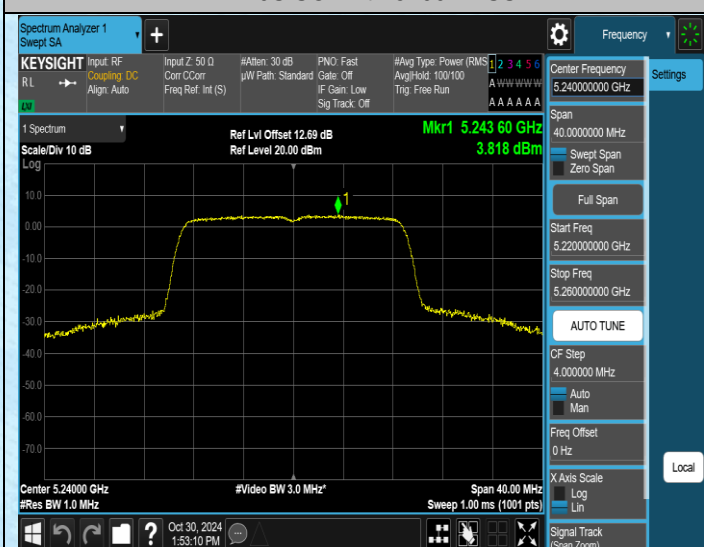 Spectrum Analyzer 1
Swept SA
Frequency
KEYSIGHT
RL
LXI
Input: RF
Coupling: DC
Align: Auto
Input Z: 50 Ω
Corr CCorr
Freq Ref: Int (S)
#Atten: 30 dB
µW Path: Standard
PNO: Fast
Gate: Off
IF Gain: Low
Sig Track: Off
#Avg Type: Power (RMS
Avg|Hold: 100/100
Trig: Free Run
1 2 3 4 5 6
A W W W W W
A A A A A A
1 Spectrum
Scale/Div 10 dB
Log
Ref Lvl Offset 12.69 dB
Ref Level 20.00 dBm
Mkr1 5.243 60 GHz
3.818 dBm
1
10.0
0.00
-10.0
-20.0
-30.0
-40.0
-50.0
-60.0
-70.0
Center 5.24000 GHz
#Res BW 1.0 MHz
#Video BW 3.0 MHz*
Span 40.00 MHz
Sweep 1.00 ms (1001 pts)
Oct 30, 2024
1:53:10 PM
Center Frequency
5.240000000 GHz
Span
40.0000000 MHz
Swept Span
Zero Span
Full Span
Start Freq
5.220000000 GHz
Stop Freq
5.260000000 GHz
AUTO TUNE
CF Step
4.000000 MHz
Auto
Man
Freq Offset
0 Hz
X Axis Scale
Log
Lin
Signal Track
(Span Zoom)
Settings
Local